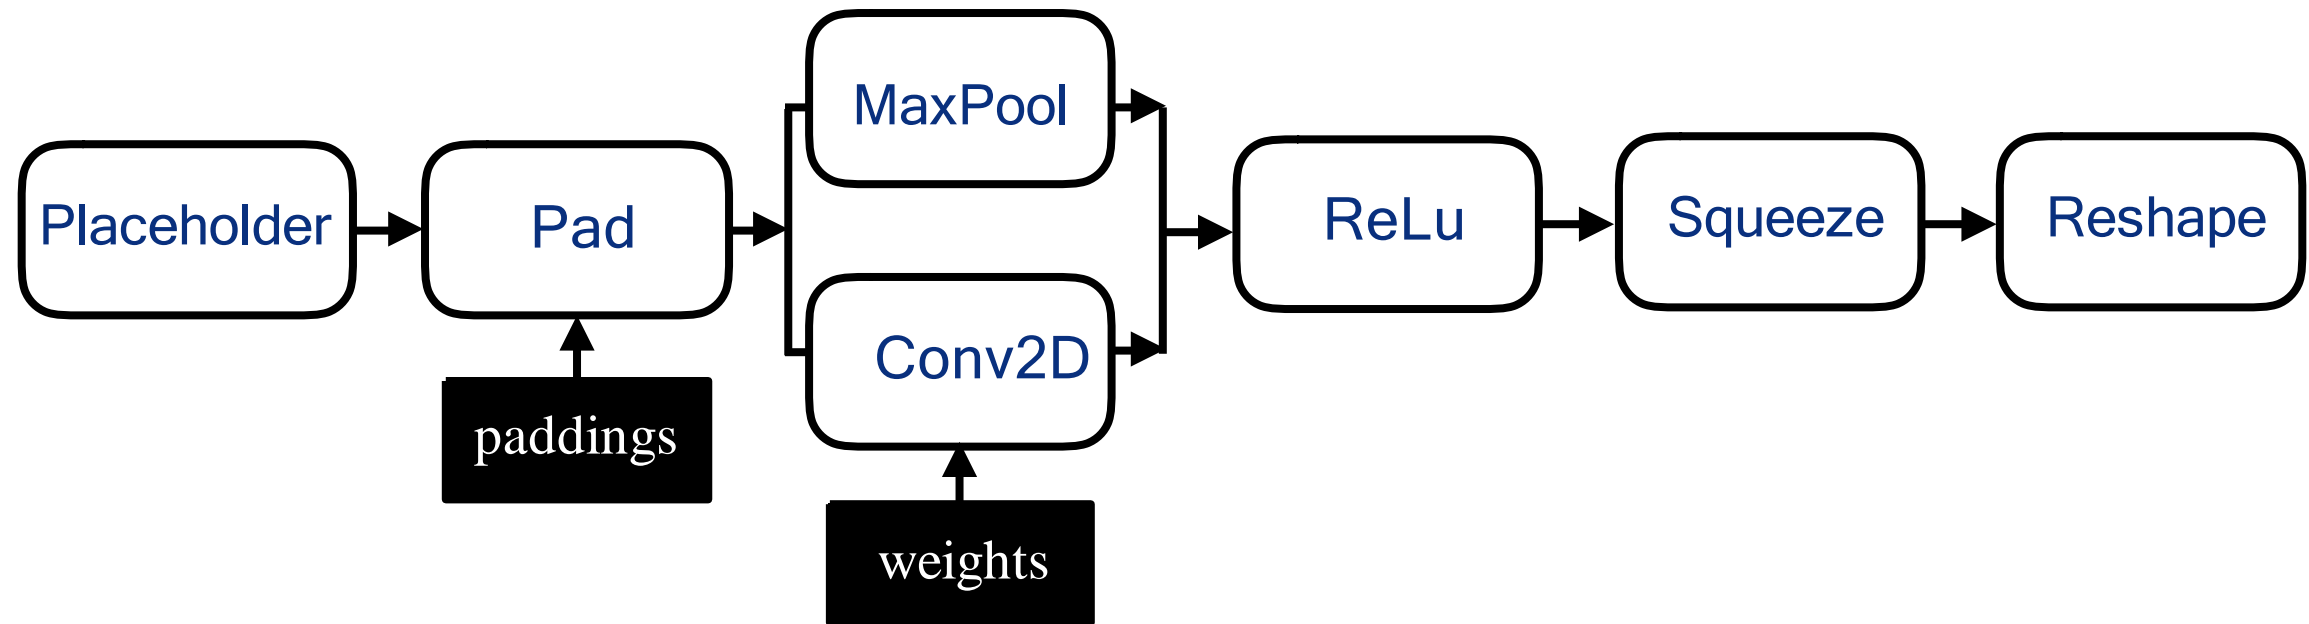 Placeholder
Pad
MaxPool
Conv2D
ReLu
Squeeze
Reshape
paddings
weights